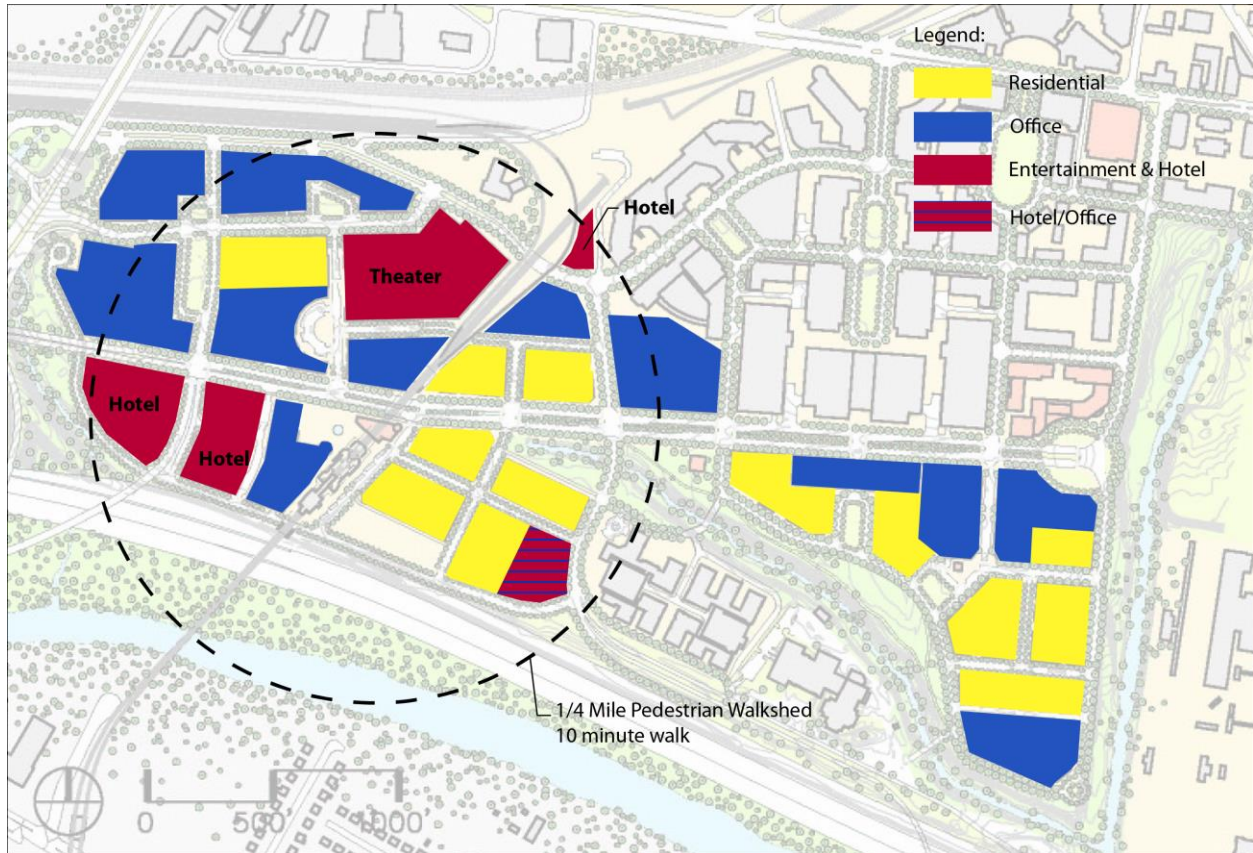 Legend:
Residential
Office
Entertainment & Hotel
Hotel/Office
Hotel
Theater
Hotel
Hotel
1/4 Mile Pedestrian Walkshed
10 minute walk
0 500' 1000'